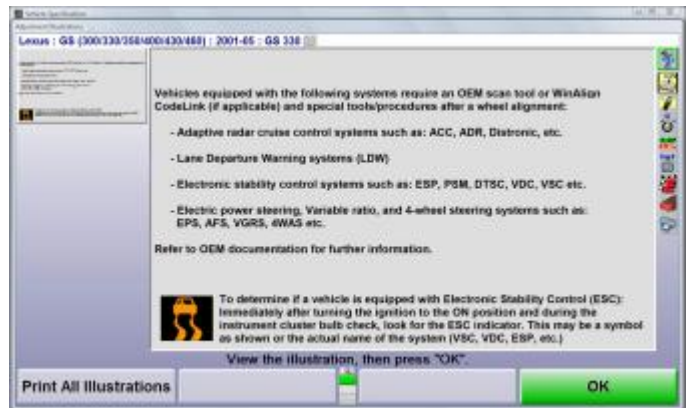 Vehicle Specifications
Adjustment Illustrations
Lexus : GS (300/330/350/400/430/460) : 2001-05 : GS 330
Vehicles equipped with the following systems require an OEM scan
tool or WinAlign
CodeLink (if applicable) and special tools/procedures after a wheel
alignment:
- Adaptive radar cruise control systems such as: ACC, ADR, Distronic, etc.
- Lane Departure Warning systems (LDW)
- Electronic stability control systems such as: ESP, PSM, DTSC, VDC, VSC etc.
- Electric power steering, Variable ratio, and 4-wheel steering systems such as:
EPS, AFS, VGRS, 4WAS etc.
Refer to OEM documentation for further information.
To determine if a vehicle is equipped with Electronic Stability Control (ESC):
Immediately after turning the ignition to the ON position and during the
instrument cluster bulb check, look for the ESC indicator. This may be a symbol
as shown or the actual name of the system (VSC, VDC, ESP, etc.)
View the illustration, then press "OK".
Print All Illustrations
OK